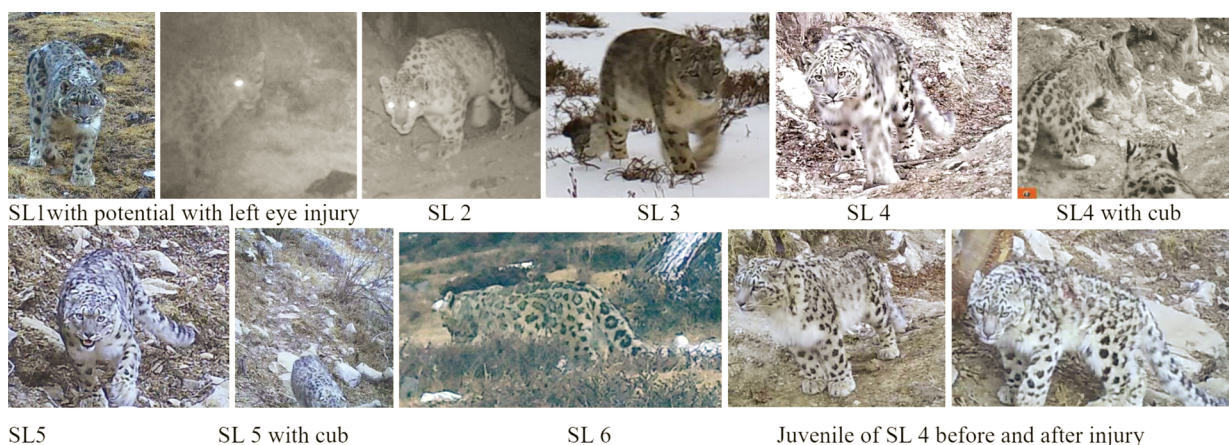 SL1with potential with left eye injury
SL 2
SL 3
SL 4
SL4 with cub
SL5
SL 5 with cub
SL 6
Juvenile of SL 4 before and after injury